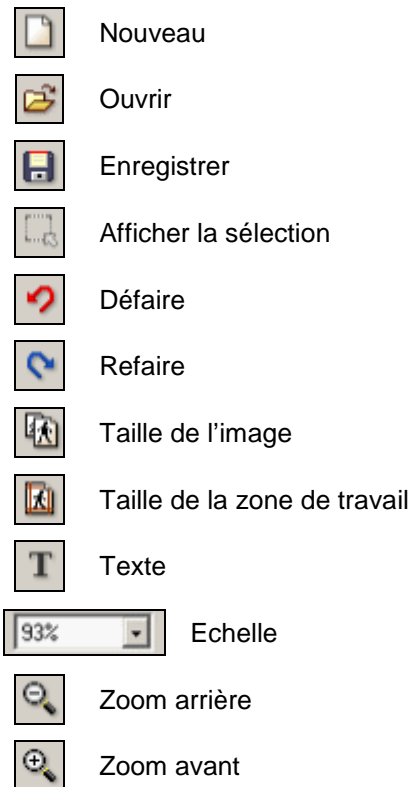 Nouveau
Ouvrir
Enregistrer
Afficher la sélection
Défaire
Refaire
Taille de l'image
Taille de la zone de travail
T Texte
93% Echelle
Zoom arrière
Zoom avant